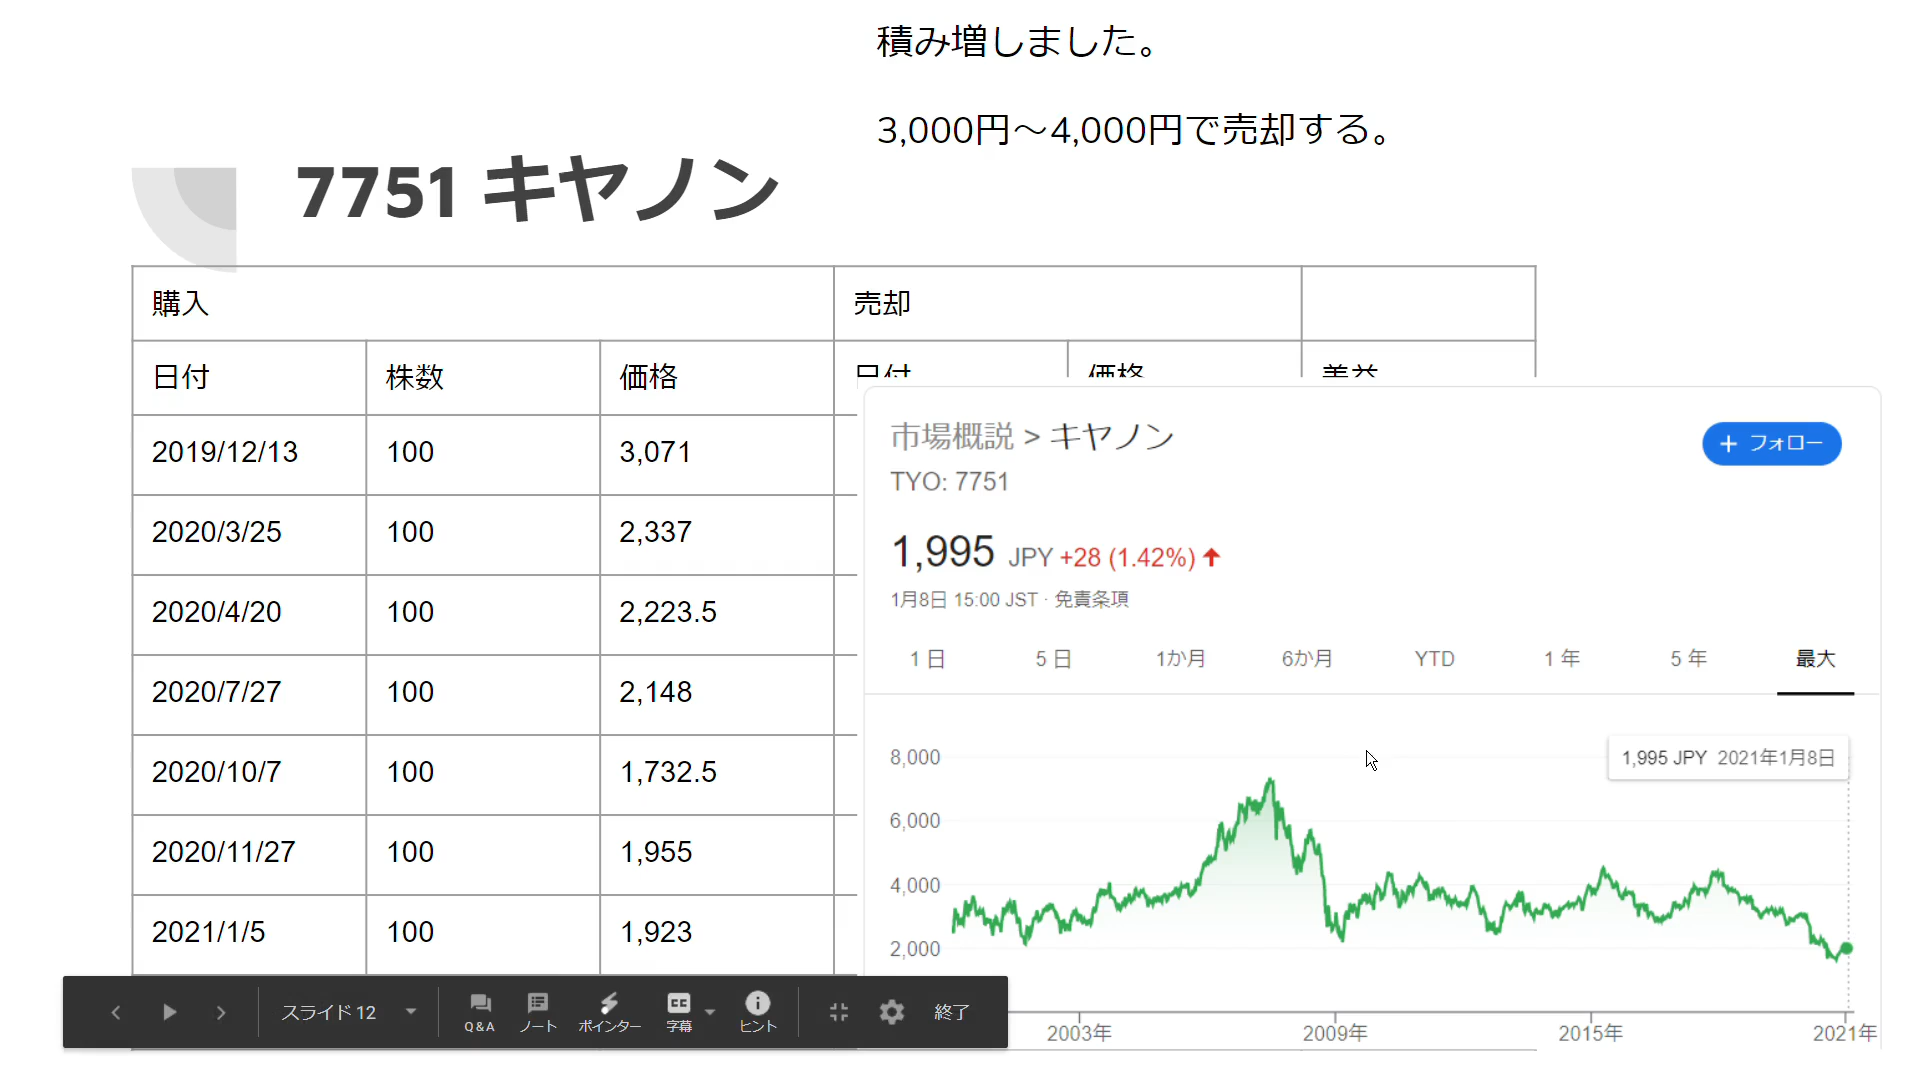 積み増しました。
3,000円～4,000円で売却する。
7751 キヤノン
購入 売却
日付 株数 価格 日付 価格 差益
2019/12/13 100 3,071
2020/3/25 100 2,337
2020/4/20 100 2,223.5
2020/7/27 100 2,148
2020/10/7 100 1,732.5
2020/11/27 100 1,955
2021/1/5 100 1,923
市場概説 > キヤノン
+ フォロー
TYO: 7751
1,995 JPY +28 (1.42%)
1月8日 15:00 JST · 免責条項
1日 5日 1か月 6か月 YTD 1年 5年 最大
1,995 JPY 2021年1月8日
8,000
6,000
4,000
2,000
2003年 2009年 2015年 2021年
スライド 12
Q&A ノート ポインター 字幕 ヒント 終了
CC